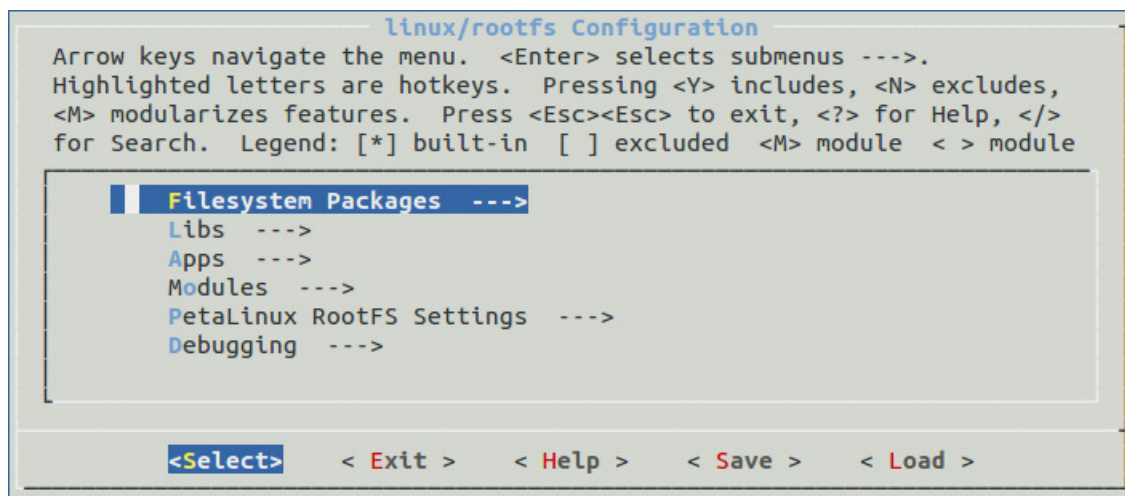 linux/rootfs Configuration
Arrow keys navigate the menu.  <Enter> selects submenus --->.
Highlighted letters are hotkeys.  Pressing <Y> includes, <N> excludes,
<M> modularizes features.  Press <Esc><Esc> to exit, <?> for Help, </>
for Search.  Legend: [*] built-in  [ ] excluded  <M> module  < > module
Filesystem Packages  --->
Libs  --->
Apps  --->
Modules  --->
PetaLinux RootFS Settings  --->
Debugging  --->
<Select>    < Exit >    < Help >    < Save >    < Load >